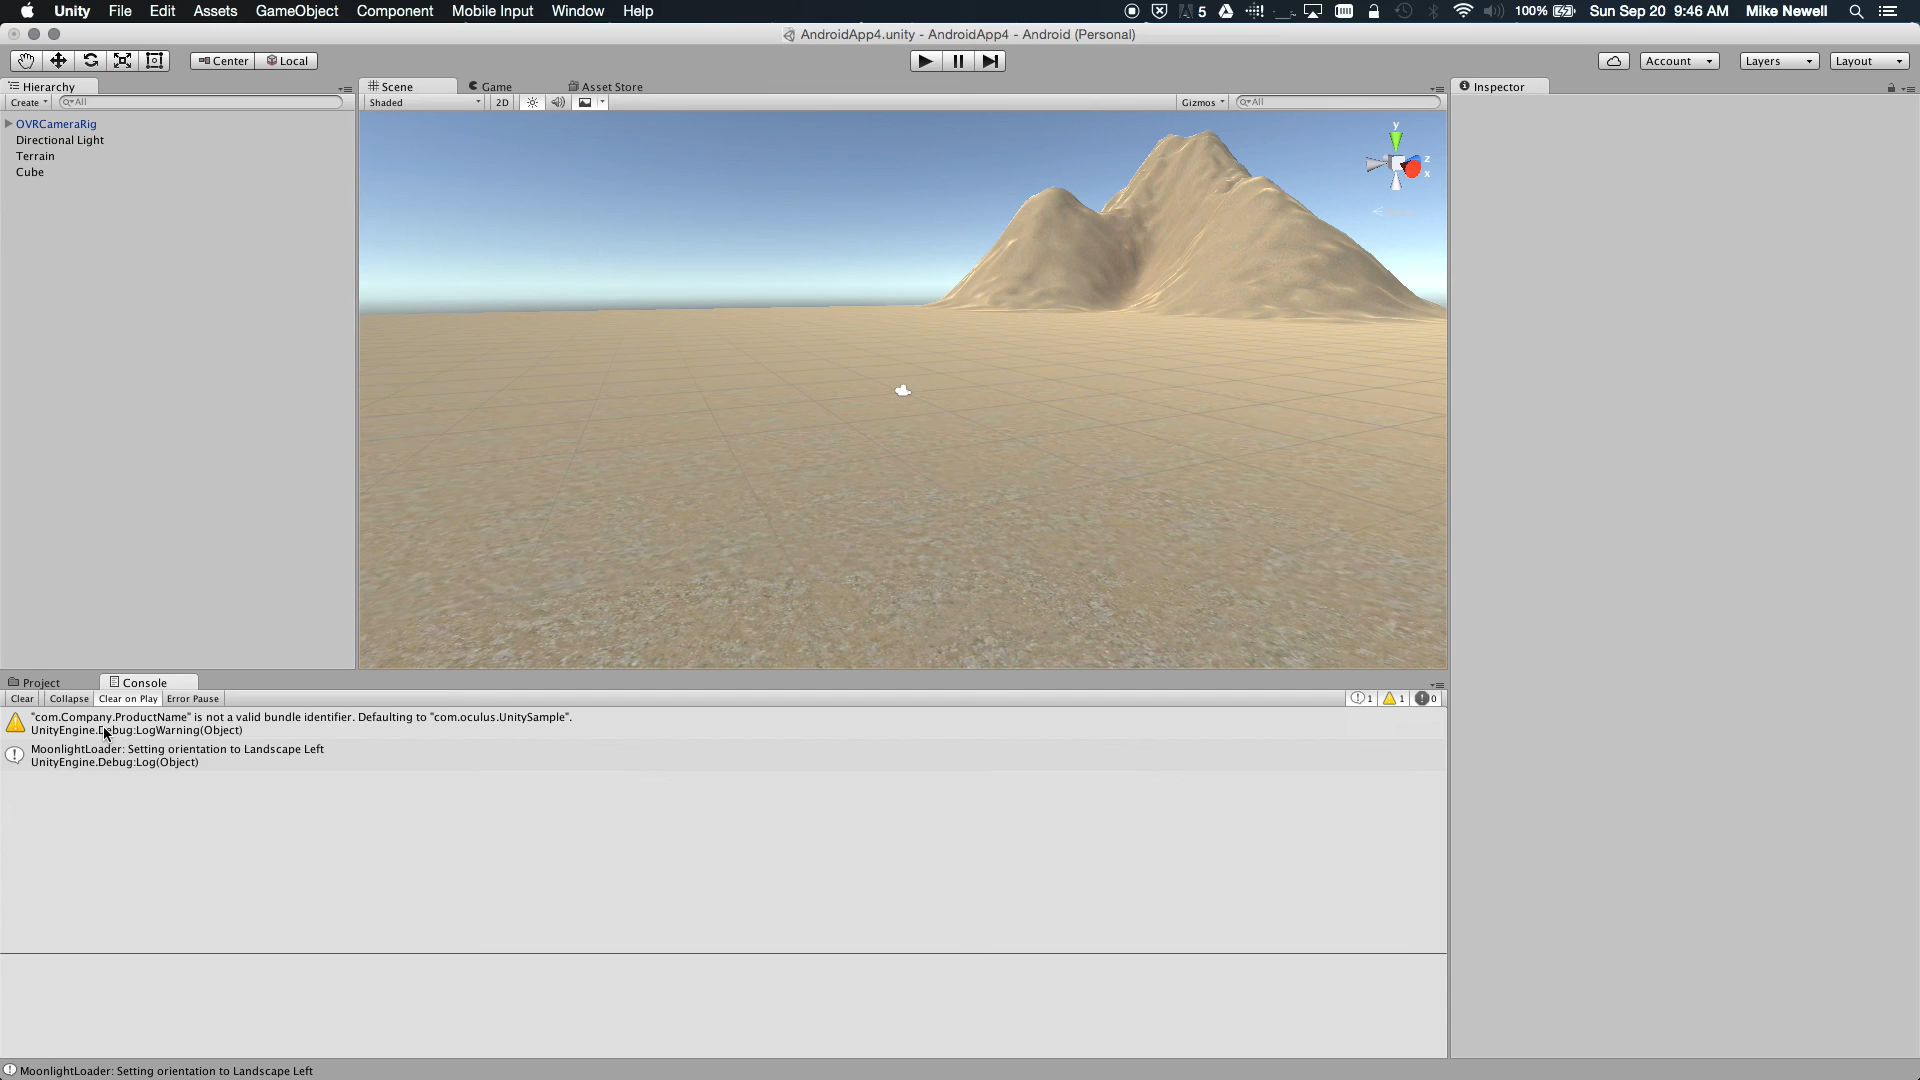 Unity File Edit Assets GameObject Component Mobile Input Window Help 5 100% Sun Sep 20 9:46 AM Mike Newell
AndroidApp4.unity - AndroidApp4 - Android (Personal)
Center Local Account Layers Layout
Hierarchy
Scene Game Asset Store
Inspector
Create All
Shaded 2D Gizmos All
OVRCameraRig
Directional Light
Terrain
Cube
y
z
x
Project Console
Clear Collapse Clear on Play Error Pause 1 1 0
"com.Company.ProductName" is not a valid bundle identifier. Defaulting to "com.oculus.UnitySample".
UnityEngine.Debug:LogWarning(Object)
MoonlightLoader: Setting orientation to Landscape Left
UnityEngine.Debug:Log(Object)
MoonlightLoader: Setting orientation to Landscape Left